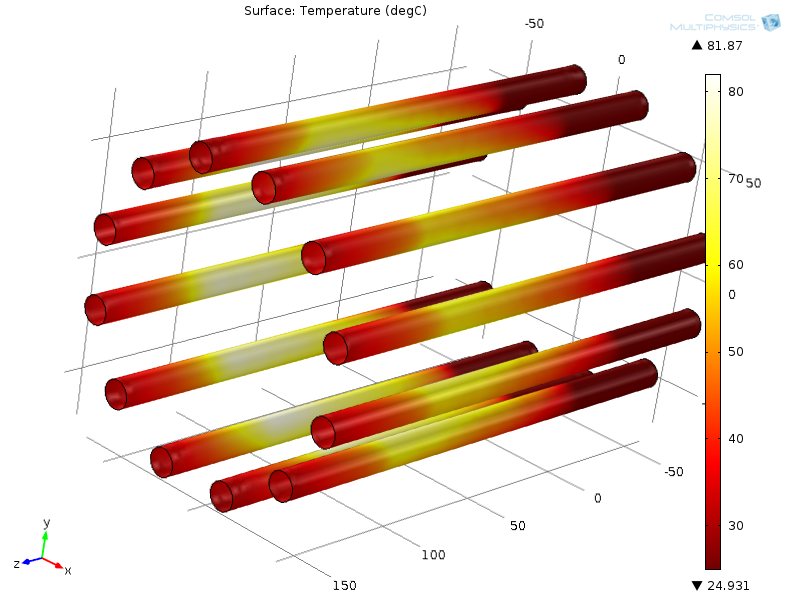 Surface: Temperature (degC)
COMSOL
MULTIPHYSICS
-50
0
50
▲ 81.87
80
70
60
0
50
40
30
▼ 24.931
-50
0
50
100
150
y
z
x